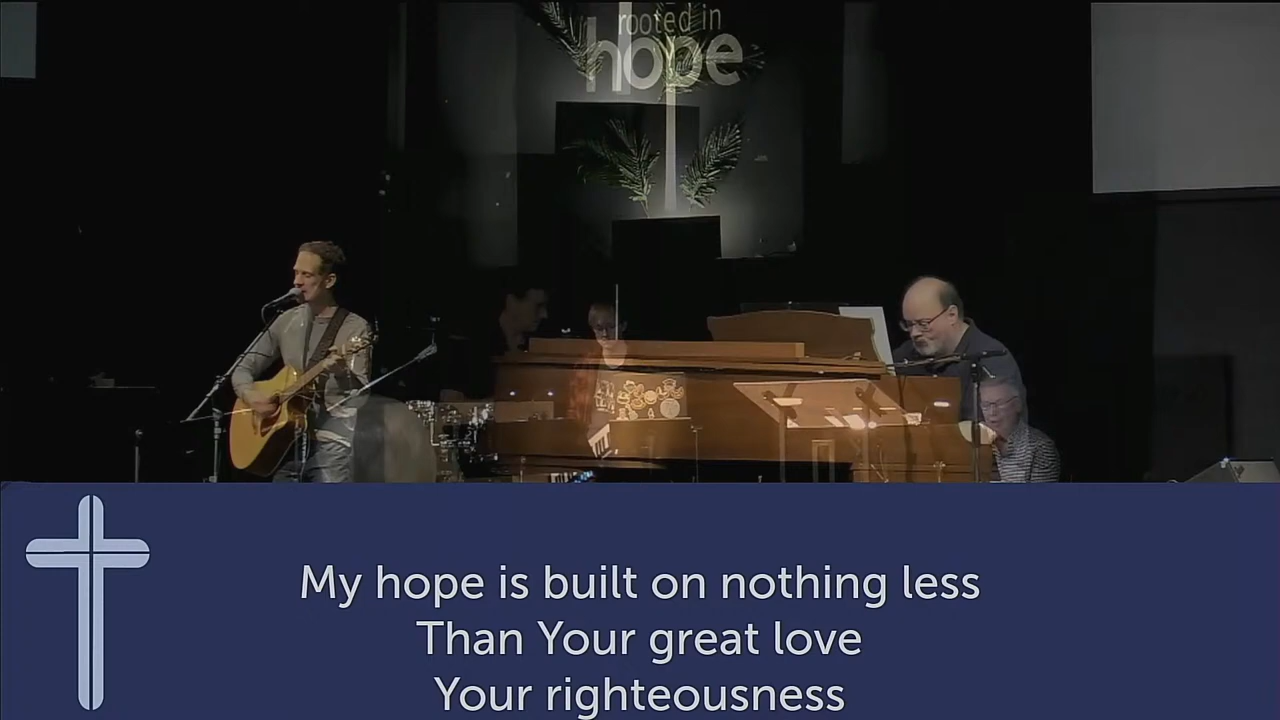 rooted in
hope
My hope is built on nothing less
Than Your great love
Your righteousness